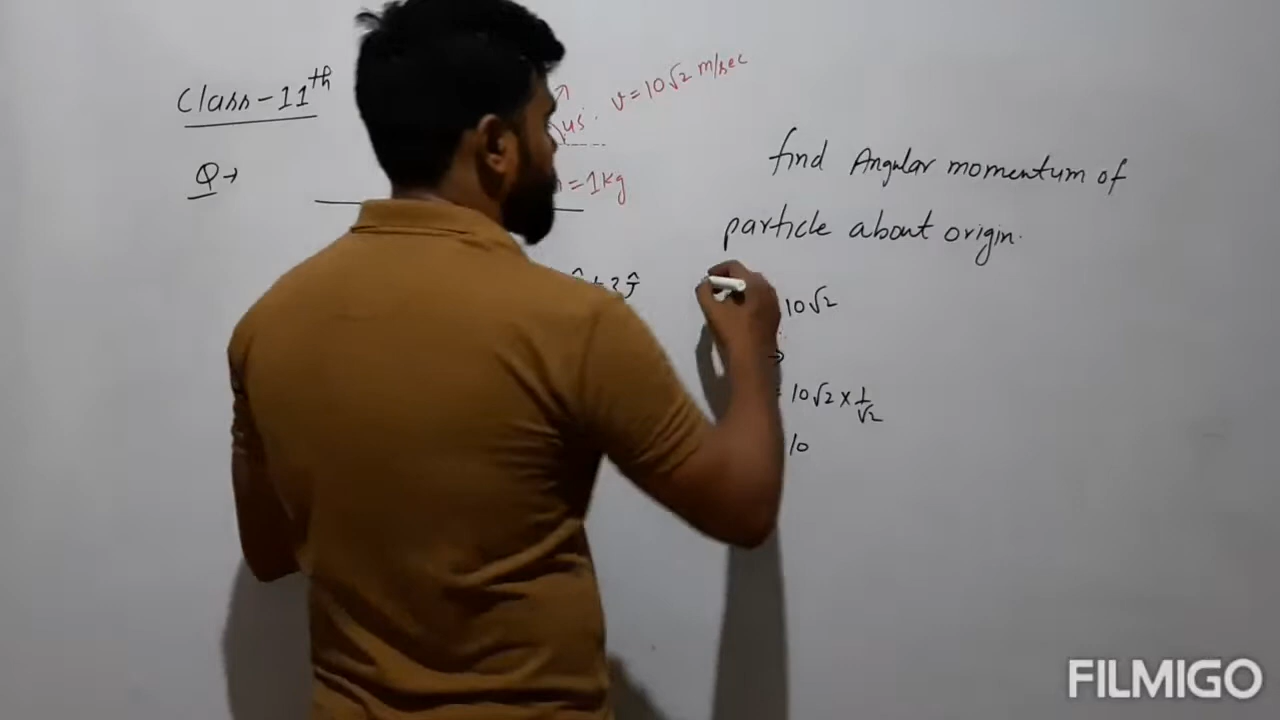 Class-11th
v = 10√2 m/sec
45°
Q→
= 1kg
find Angular momentum of
particle about origin.
+ 3ĵ
10√2
= 10√2 × 1/√2
10
FILMIGO